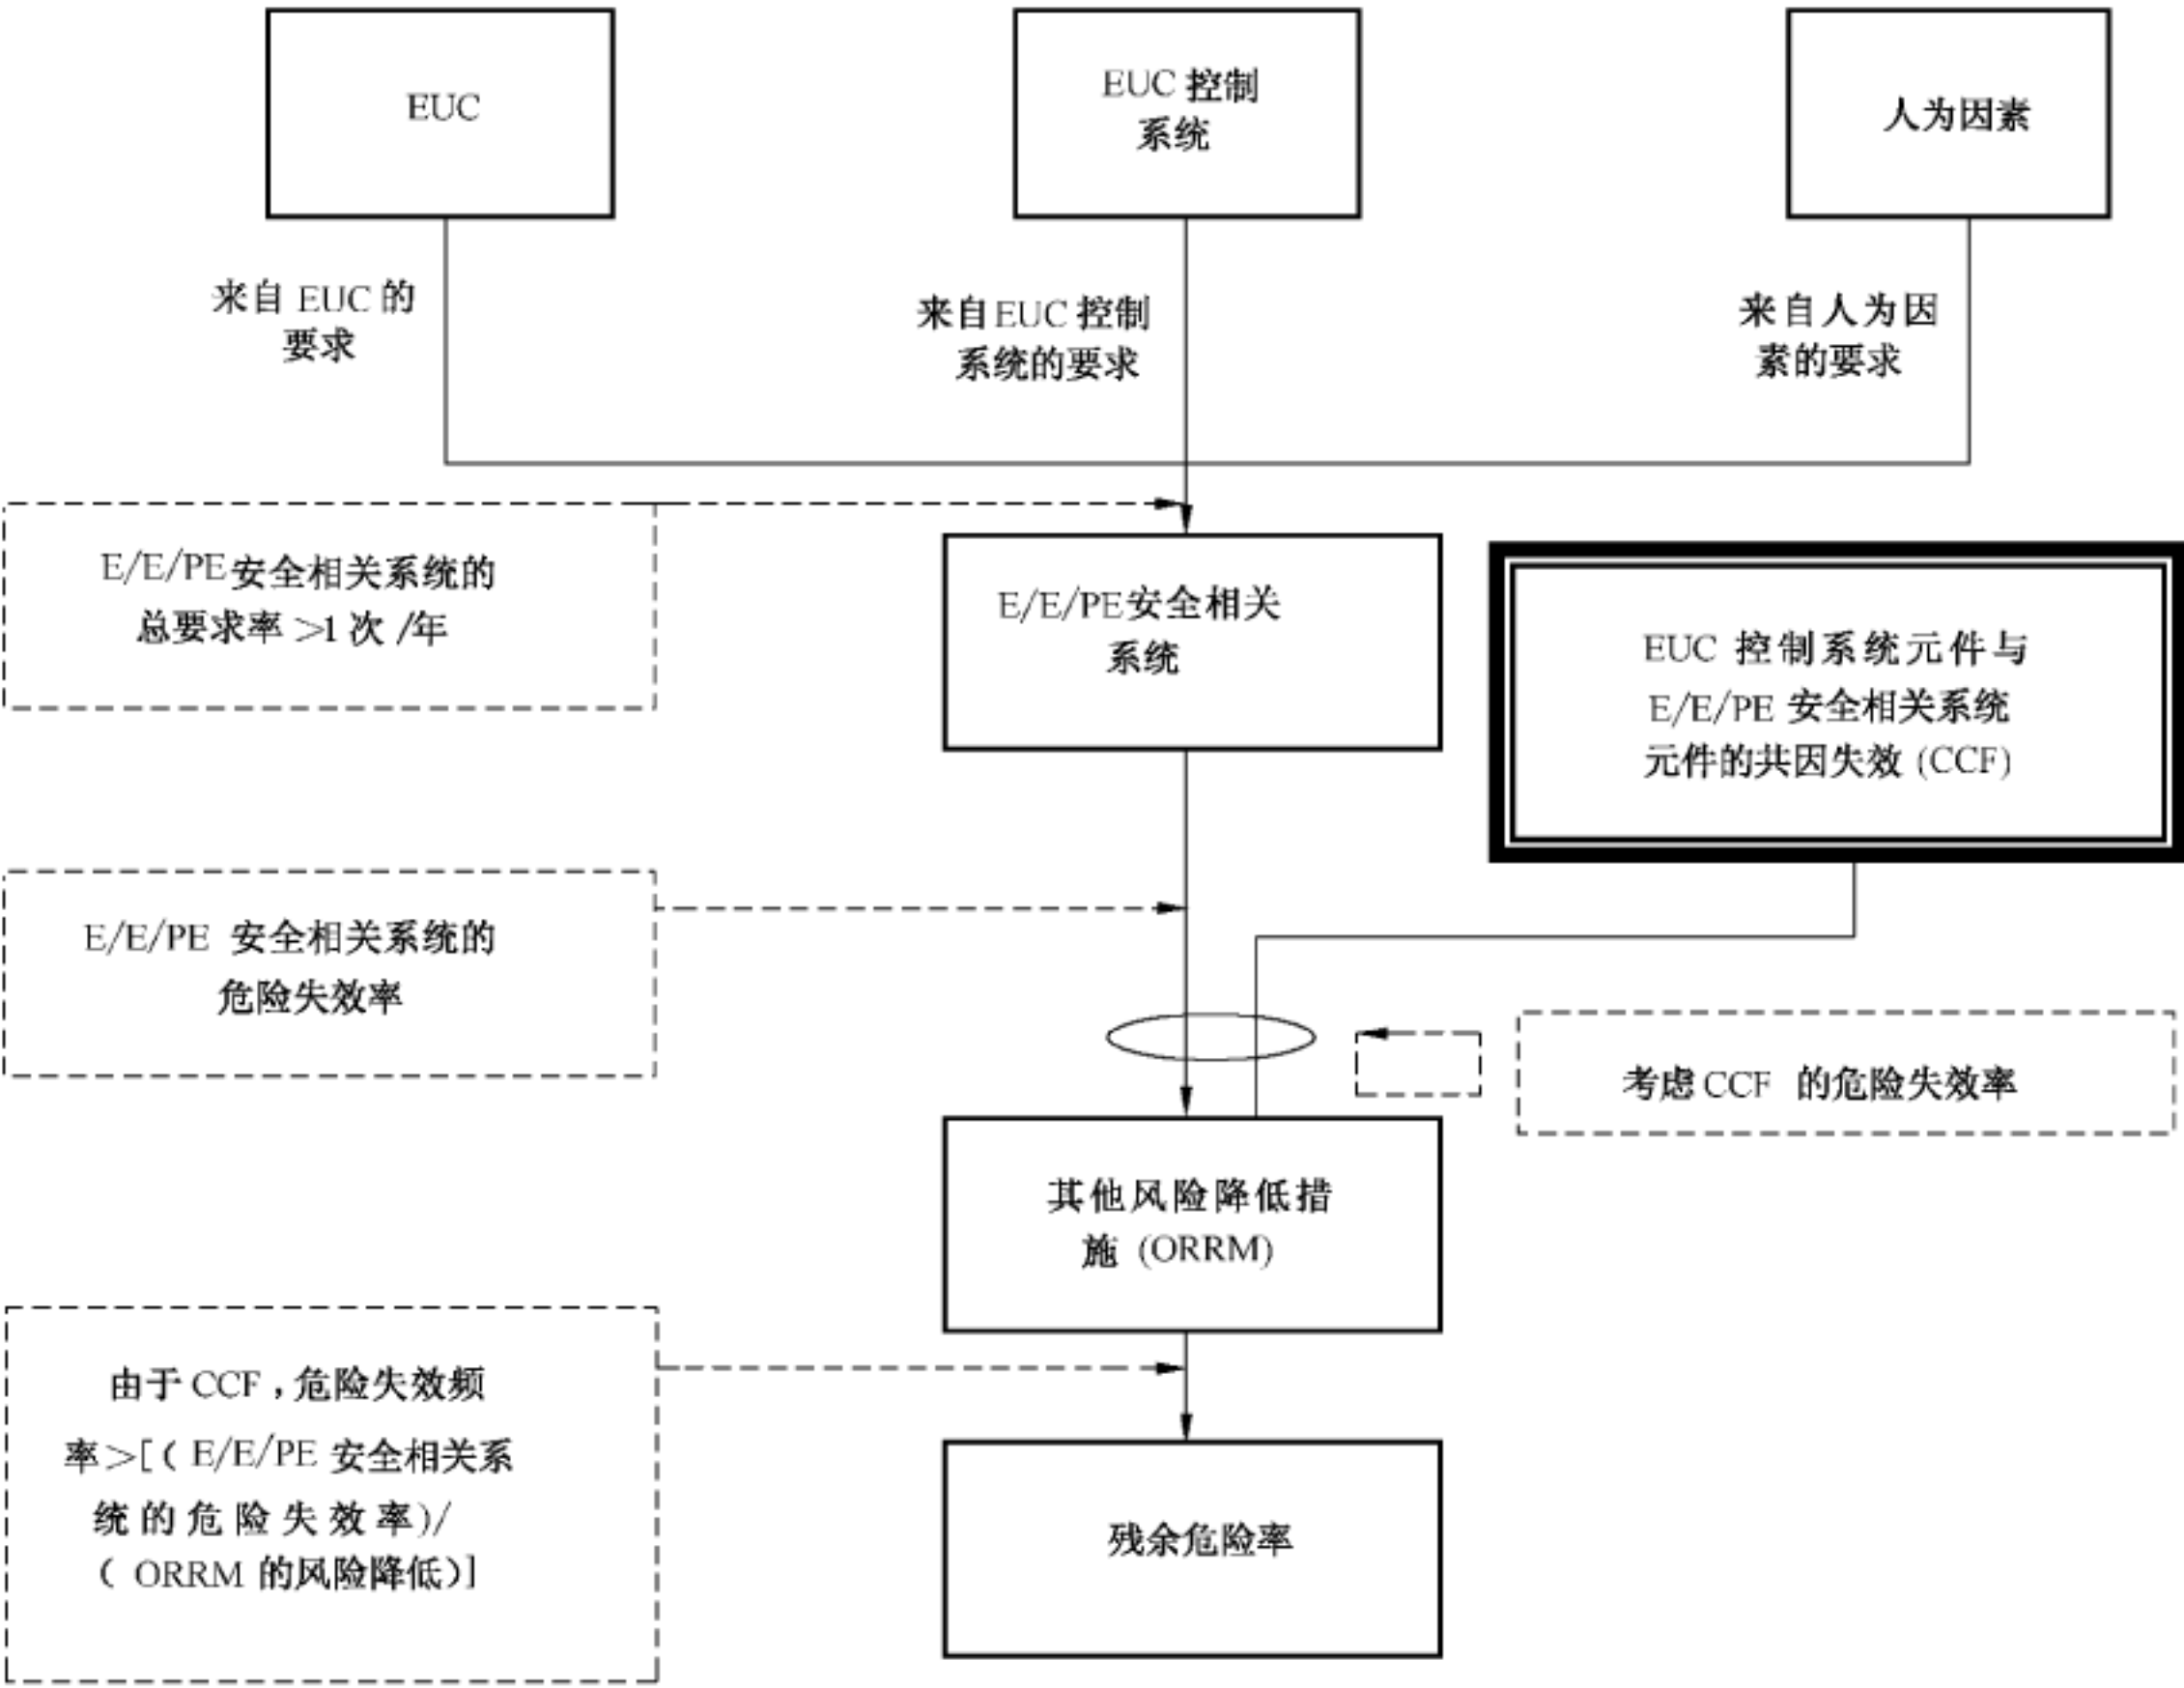 EUC
EUC 控制
系统
人为因素
来自 EUC 的
要求
来自EUC 控制
系统的要求
来自人为因
素的要求
E/E/PE安全相关系统的
总要求率 >1 次 /年
E/E/PE安全相关
系统
EUC 控制系统元件与
E/E/PE 安全相关系统
元件的共因失效 (CCF)
E/E/PE 安全相关系统的
危险失效率
考虑CCF 的危险失效率
其他风险降低措
施 (ORRM)
由于 CCF , 危险失效频
率>[( E/E/PE 安全相关系
统的危险失效率)/
( ORRM 的风险降低)]
残余危险率